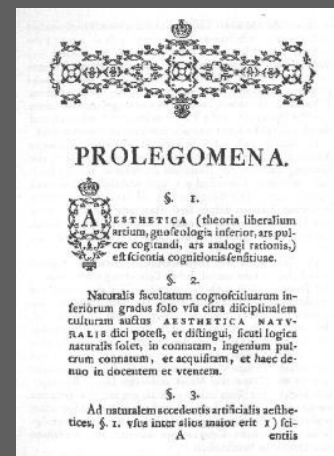 PROLEGOMENA.
§. 1.
AESTHETICA (theoria liberalium
artium, gnoseologia inferior, ars pul-
cre cogitandi, ars analogi rationis,)
est scientia cognitionis sensitiuae.
§. 2.
Naturalis facultatum cognoscitiuarum in-
feriorum gradus solo vsu citra disciplinalem
culturam auctus AESTHETICA NATV-
RALIS dici potest, et distingui, sicuti logica
naturalis solet, in connatam, ingenium pul-
crum connatum, et acquisitam, et haec de-
nuo in docentem et vtentem.
§. 3.
Ad naturalem accedentis artificialis aesthe-
tices, §. 1. vsus inter alios maior erit 1) sci-
A entiis